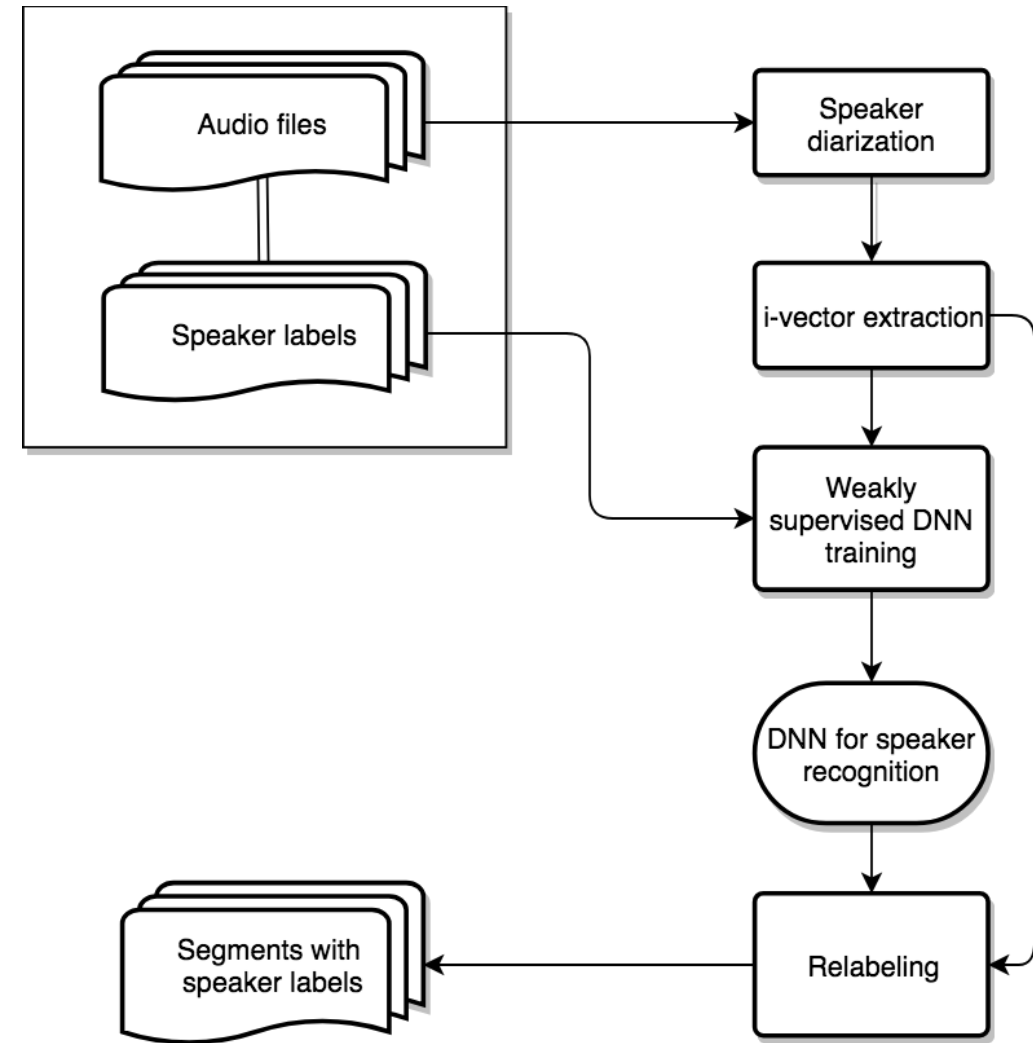 Audio files
Speaker
diarization
Speaker labels
i-vector extraction
Weakly
supervised DNN
training
DNN for speaker
recognition
Segments with
speaker labels
Relabeling